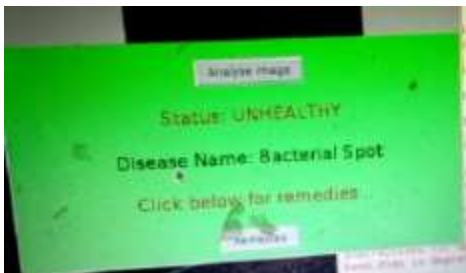 Analyse Image
Status: UNHEALTHY
Disease Name: Bacterial Spot
Click below for remedies...
Remedies